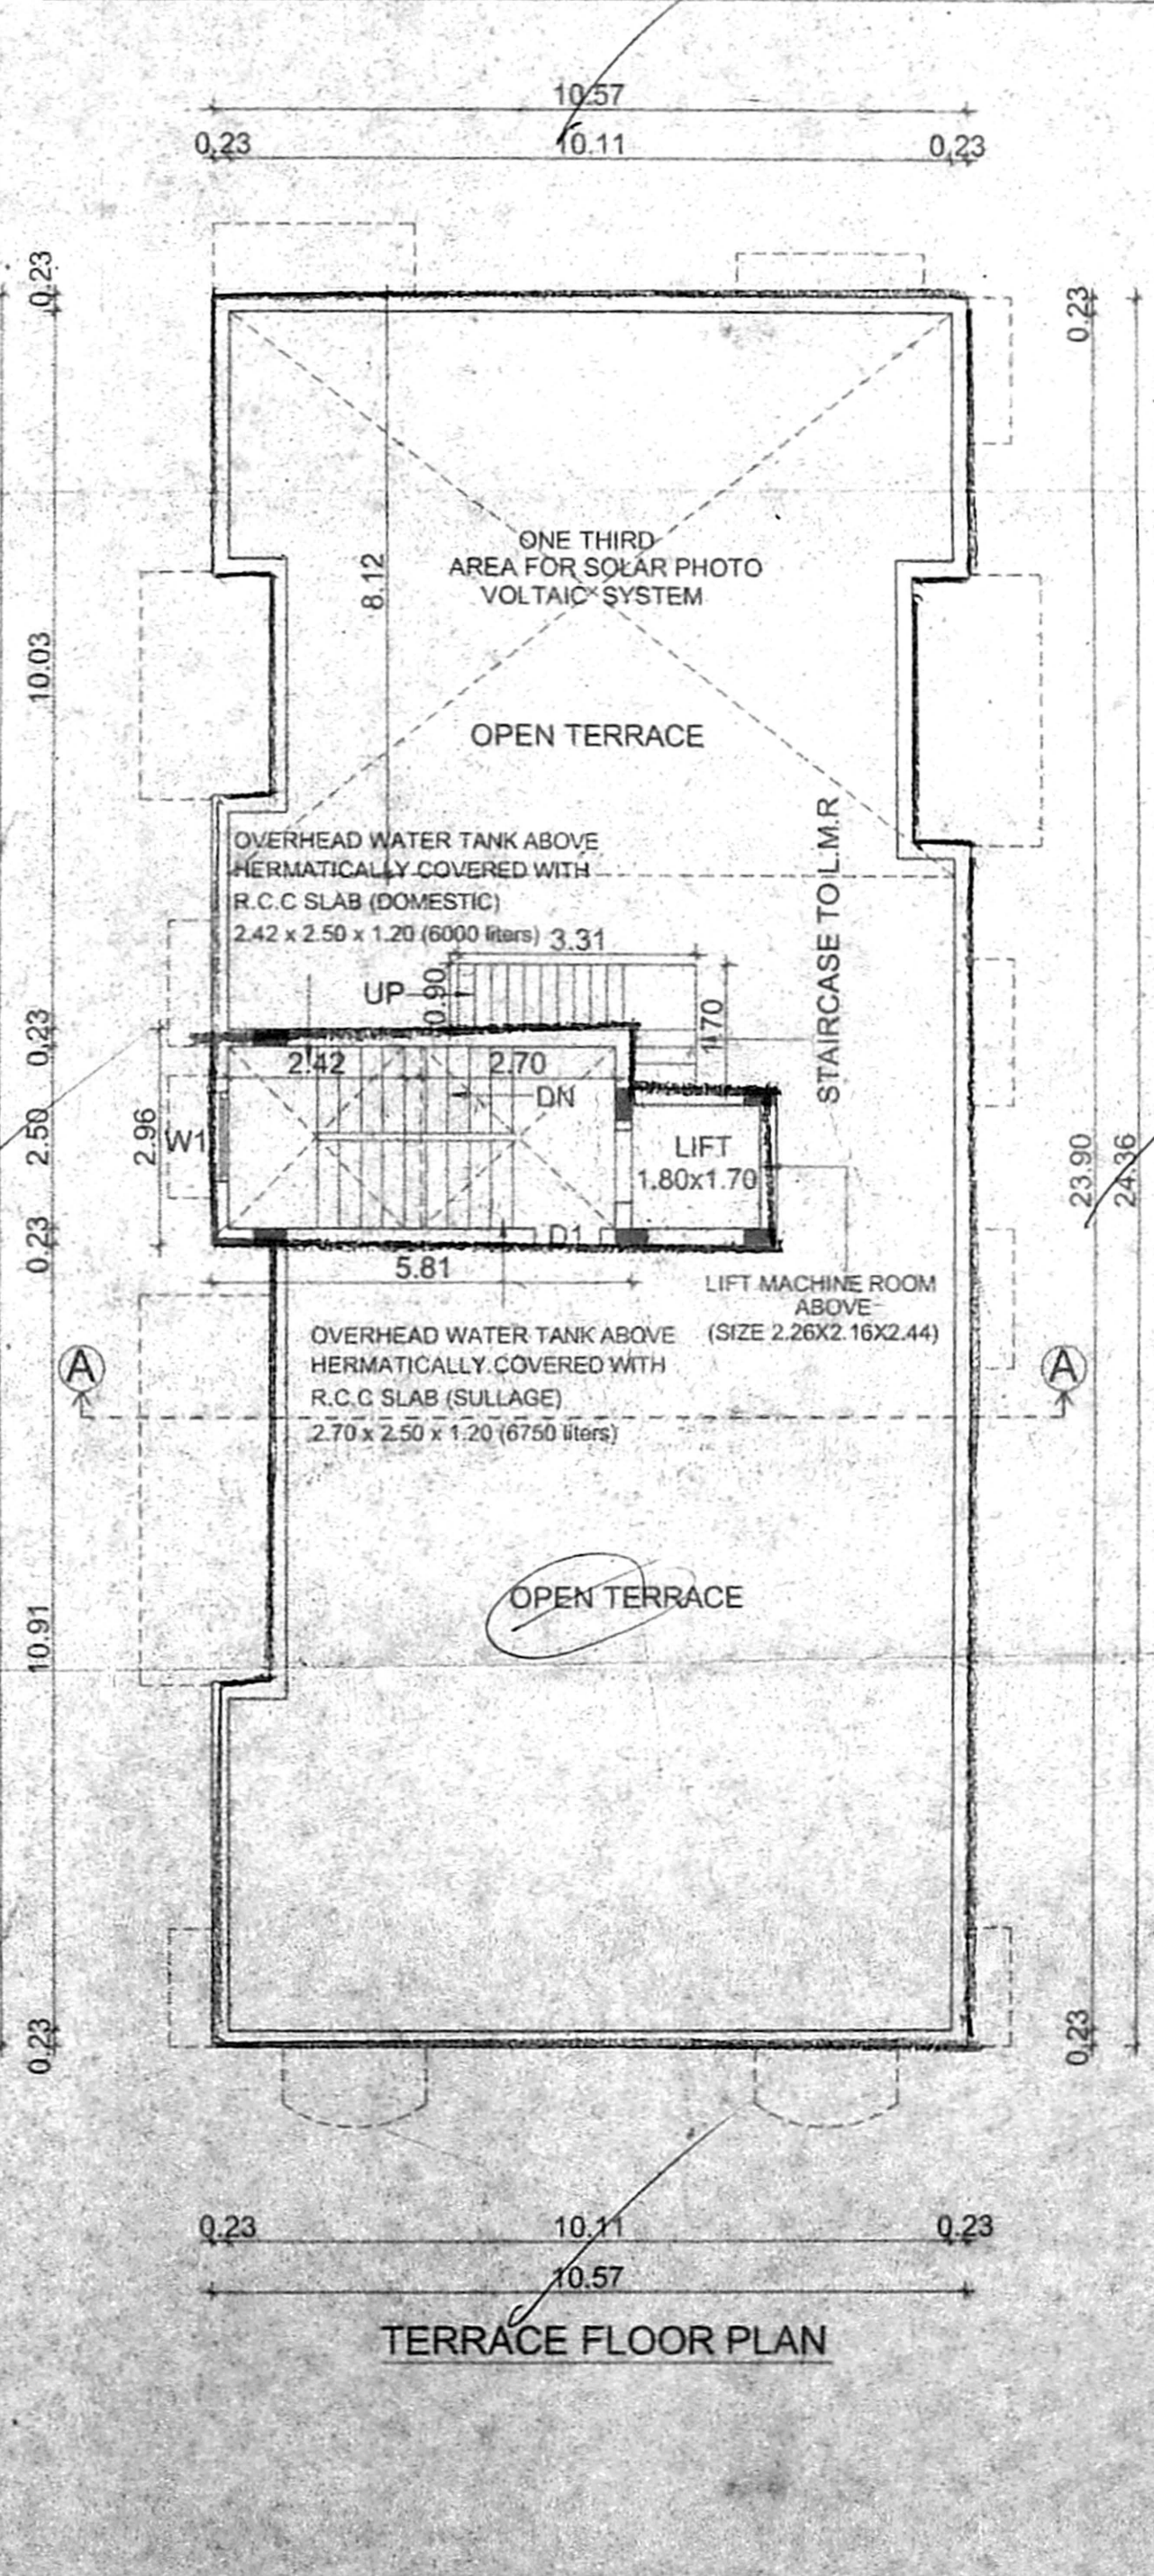 10.57
0.23 10.11 0.23
0.23
0.23
ONE THIRD
AREA FOR SOLAR PHOTO
VOLTAIC SYSTEM
8.12
10.03
OPEN TERRACE
OVERHEAD WATER TANK ABOVE
HERMATICALLY COVERED WITH
R.C.C SLAB (DOMESTIC)
2.42 x 2.50 x 1.20 (6000 liters)
3.31
STAIRCASE TO L.M.R
UP
0.90
1.70
0.23
2.42
2.70
DN
2.50
2.96
W1
LIFT
1.80x1.70
23.90
24.36
0.23
D1
5.81
LIFT MACHINE ROOM
ABOVE
(SIZE 2.26X2.16X2.44)
OVERHEAD WATER TANK ABOVE
HERMATICALLY COVERED WITH
R.C.C SLAB (SULLAGE)
2.70 x 2.50 x 1.20 (6750 liters)
A
A
OPEN TERRACE
10.91
0.23
0.23
0.23 10.11 0.23
10.57
TERRACE FLOOR PLAN